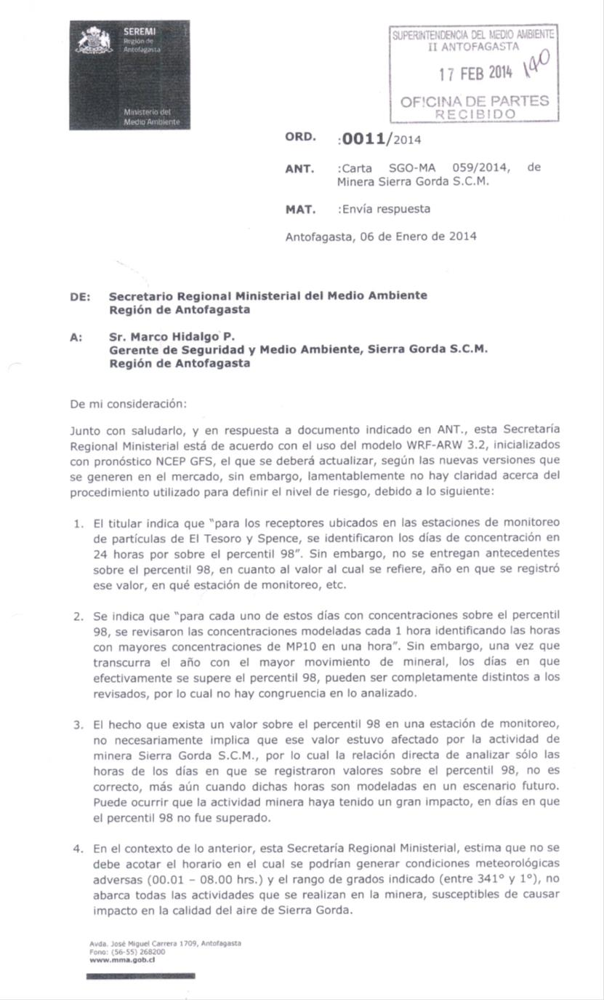 SEREMI
Región de
Antofagasta
Ministerio del
Medio Ambiente
SUPERINTENDENCIA DEL MEDIO AMBIENTE
II ANTOFAGASTA
17 FEB 2014
140
OFICINA DE PARTES
RECIBIDO
ORD. :0011/2014
ANT. :Carta SGO-MA 059/2014, de
Minera Sierra Gorda S.C.M.
MAT. :Envía respuesta
Antofagasta, 06 de Enero de 2014
DE: Secretario Regional Ministerial del Medio Ambiente
Región de Antofagasta
A: Sr. Marco Hidalgo P.
Gerente de Seguridad y Medio Ambiente, Sierra Gorda S.C.M.
Región de Antofagasta
De mi consideración:
Junto con saludarlo, y en respuesta a documento indicado en ANT., esta Secretaría
Regional Ministerial está de acuerdo con el uso del modelo WRF-ARW 3.2, inicializados
con pronóstico NCEP GFS, el que se deberá actualizar, según las nuevas versiones que
se generen en el mercado, sin embargo, lamentablemente no hay claridad acerca del
procedimiento utilizado para definir el nivel de riesgo, debido a lo siguiente:
1. El titular indica que "para los receptores ubicados en las estaciones de monitoreo
de partículas de El Tesoro y Spence, se identificaron los días de concentración en
24 horas por sobre el percentil 98". Sin embargo, no se entregan antecedentes
sobre el percentil 98, en cuanto al valor al cual se refiere, año en que se registró
ese valor, en qué estación de monitoreo, etc.
2. Se indica que "para cada uno de estos días con concentraciones sobre el percentil
98, se revisaron las concentraciones modeladas cada 1 hora identificando las horas
con mayores concentraciones de MP10 en una hora". Sin embargo, una vez que
transcurra el año con el mayor movimiento de mineral, los días en que
efectivamente se supere el percentil 98, pueden ser completamente distintos a los
revisados, por lo cual no hay congruencia en lo analizado.
3. El hecho que exista un valor sobre el percentil 98 en una estación de monitoreo,
no necesariamente implica que ese valor estuvo afectado por la actividad de
minera Sierra Gorda S.C.M., por lo cual la relación directa de analizar sólo las
horas de los días en que se registraron valores sobre el percentil 98, no es
correcto, más aún cuando dichas horas son modeladas en un escenario futuro.
Puede ocurrir que la actividad minera haya tenido un gran impacto, en días en que
el percentil 98 no fue superado.
4. En el contexto de lo anterior, esta Secretaría Regional Ministerial, estima que no se
debe acotar el horario en el cual se podrían generar condiciones meteorológicas
adversas (00.01 – 08.00 hrs.) y el rango de grados indicado (entre 341° y 1°), no
abarca todas las actividades que se realizan en la minera, susceptibles de causar
impacto en la calidad del aire de Sierra Gorda.
Avda. José Miguel Carrera 1709, Antofagasta
Fono: (56-55) 268200
www.mma.gob.cl